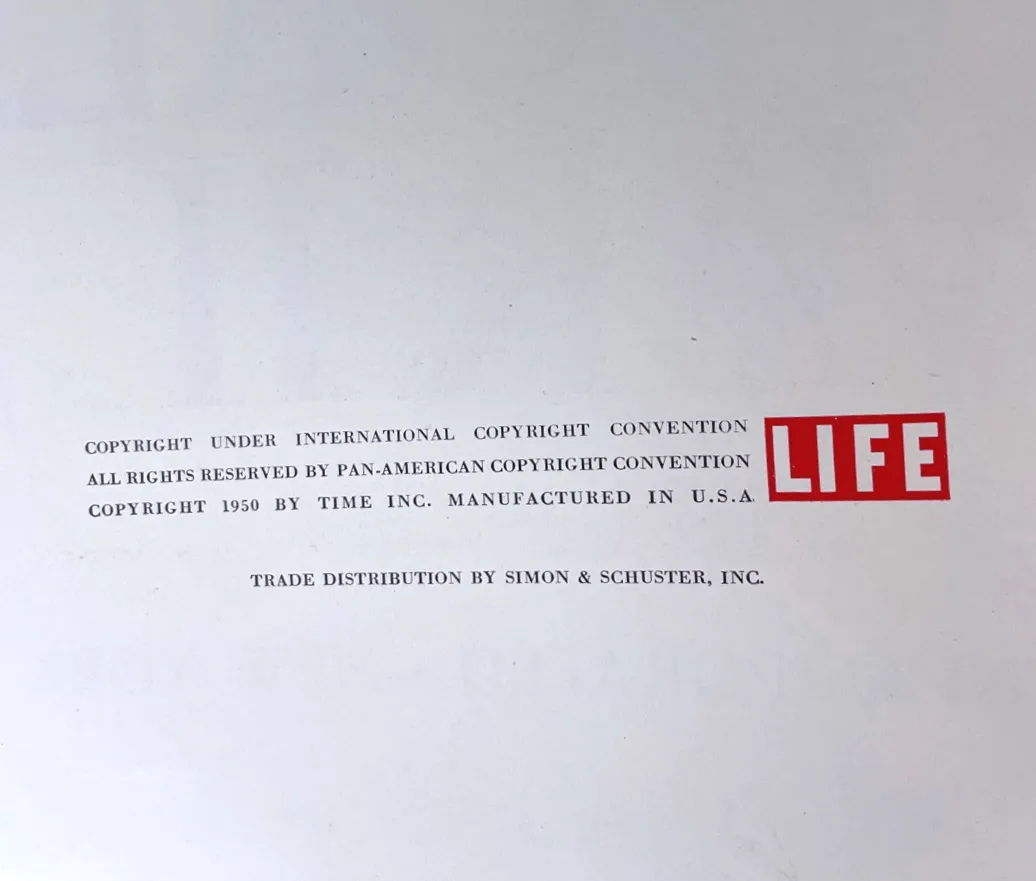 COPYRIGHT UNDER INTERNATIONAL COPYRIGHT CONVENTION
ALL RIGHTS RESERVED BY PAN-AMERICAN COPYRIGHT CONVENTION
COPYRIGHT 1950 BY TIME INC. MANUFACTURED IN U.S.A.
LIFE
TRADE DISTRIBUTION BY SIMON & SCHUSTER, INC.